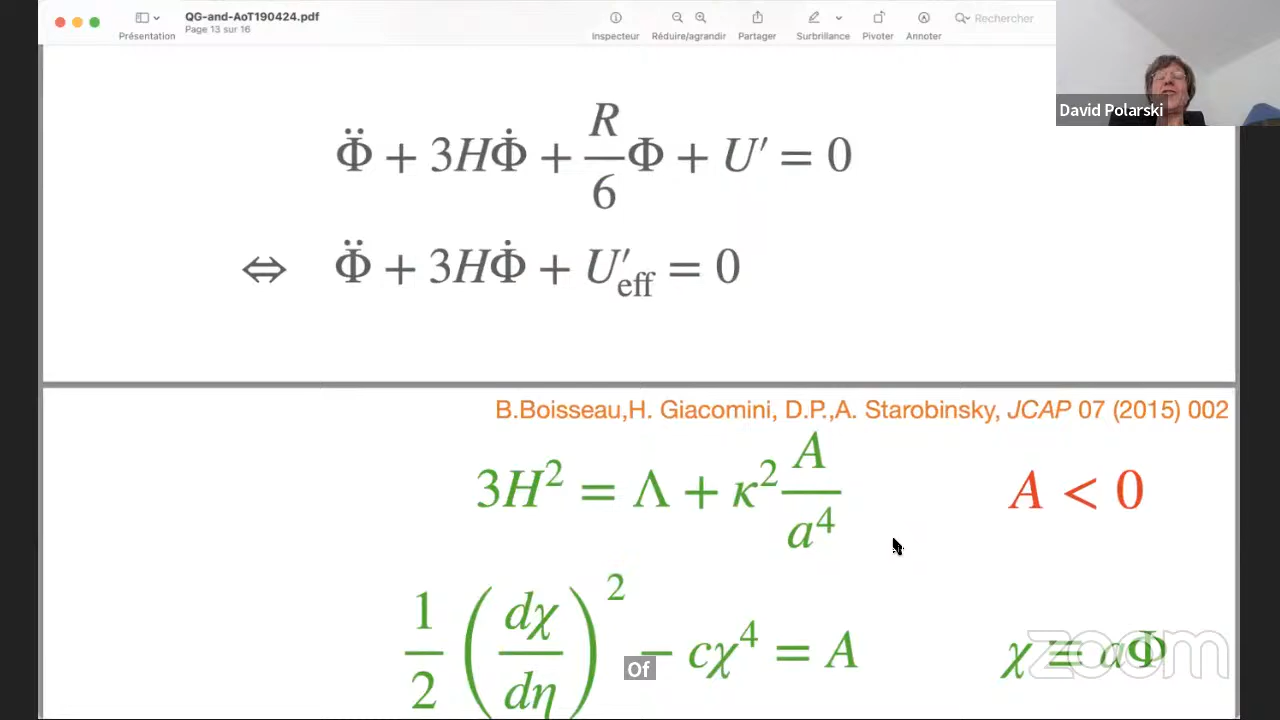 QG-and-AoT190424.pdf
Page 13 sur 16
Présentation
Inspecteur
Réduire/agrandir
Partager
Surbrillance
Pivoter
Annoter
Rechercher
David Polarski
Φ̈ + 3HΦ̇ + R/6 Φ + U′ = 0
⇔ Φ̈ + 3HΦ̇ + U′eff = 0
B.Boisseau,H. Giacomini, D.P.,A. Starobinsky, JCAP 07 (2015) 002
3H² = Λ + κ² A/a⁴ A < 0
1/2 (dχ/dη)² − cχ⁴ = A χ ≡ aΦ
Of
zoom